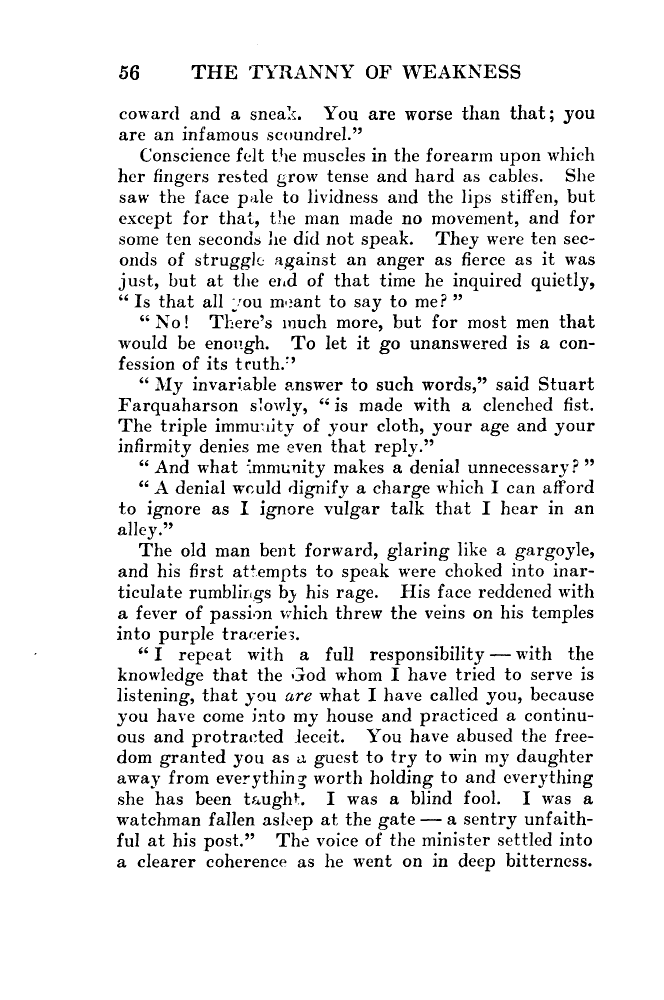 56 THE TYRANNY OF WEAKNESS
coward and a sneak. You are worse than that; you
are an infamous scoundrel.”
Conscience felt the muscles in the forearm upon which
her fingers rested grow tense and hard as cables. She
saw the face pale to lividness and the lips stiffen, but
except for that, the man made no movement, and for
some ten seconds he did not speak. They were ten sec-
onds of struggle against an anger as fierce as it was
just, but at the end of that time he inquired quietly,
“ Is that all you meant to say to me? ”
“ No! There’s much more, but for most men that
would be enough. To let it go unanswered is a con-
fession of its truth.”
“ My invariable answer to such words,” said Stuart
Farquaharson slowly, “ is made with a clenched fist.
The triple immunity of your cloth, your age and your
infirmity denies me even that reply.”
“ And what immunity makes a denial unnecessary? ”
“ A denial would dignify a charge which I can afford
to ignore as I ignore vulgar talk that I hear in an
alley.”
The old man bent forward, glaring like a gargoyle,
and his first attempts to speak were choked into inar-
ticulate rumblings by his rage. His face reddened with
a fever of passion which threw the veins on his temples
into purple traceries.
“ I repeat with a full responsibility — with the
knowledge that the God whom I have tried to serve is
listening, that you are what I have called you, because
you have come into my house and practiced a continu-
ous and protracted deceit. You have abused the free-
dom granted you as a guest to try to win my daughter
away from everything worth holding to and everything
she has been taught. I was a blind fool. I was a
watchman fallen asleep at the gate — a sentry unfaith-
ful at his post.” The voice of the minister settled into
a clearer coherence as he went on in deep bitterness.